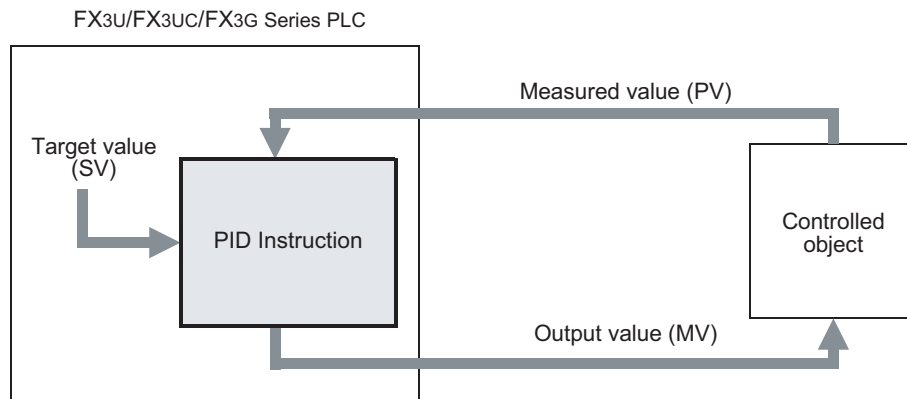 FX3U/FX3UC/FX3G Series PLC
Measured value (PV)
Target value
(SV)
PID Instruction
Controlled
object
Output value (MV)